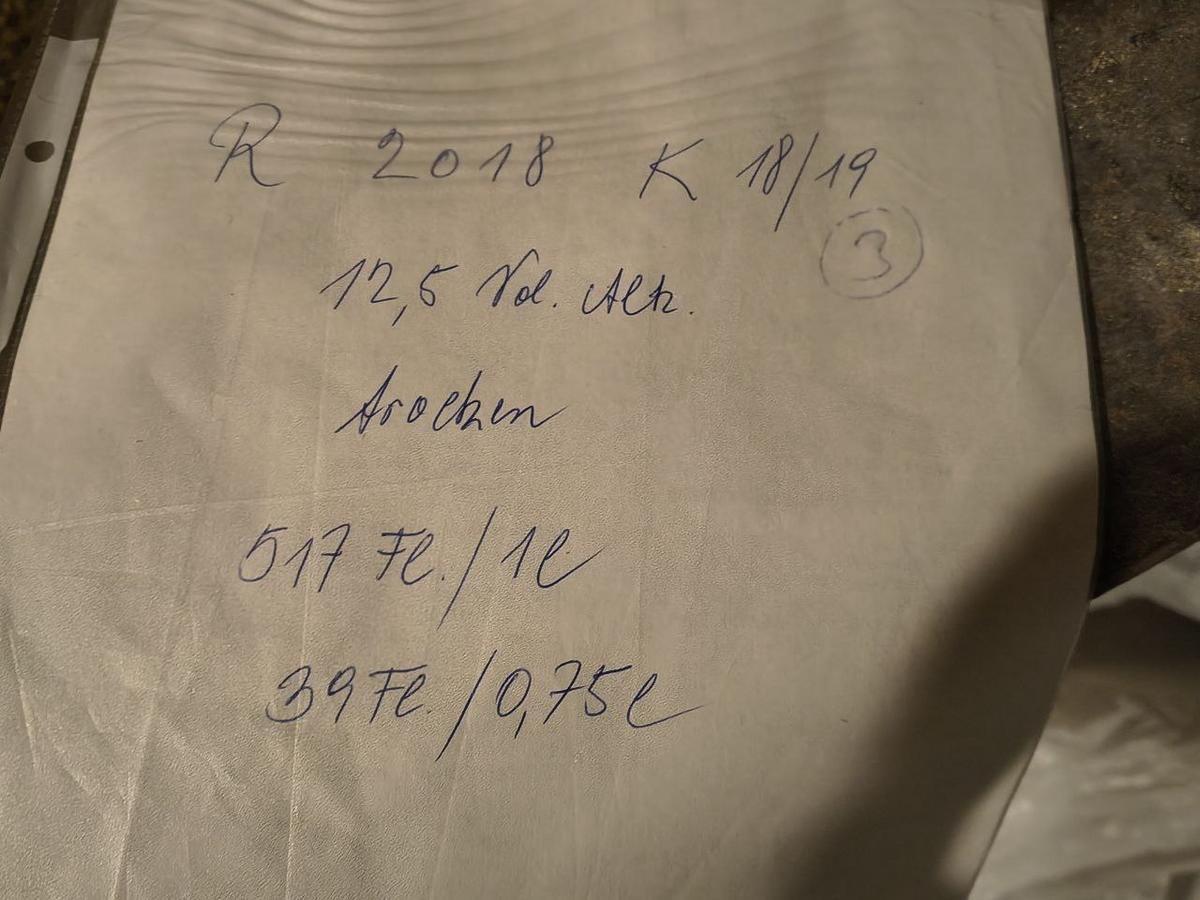 R 2018 K 18/19
3
12,5 Vol. Alk.
trocken
517 Fl./1l
39 Fl./0,75l